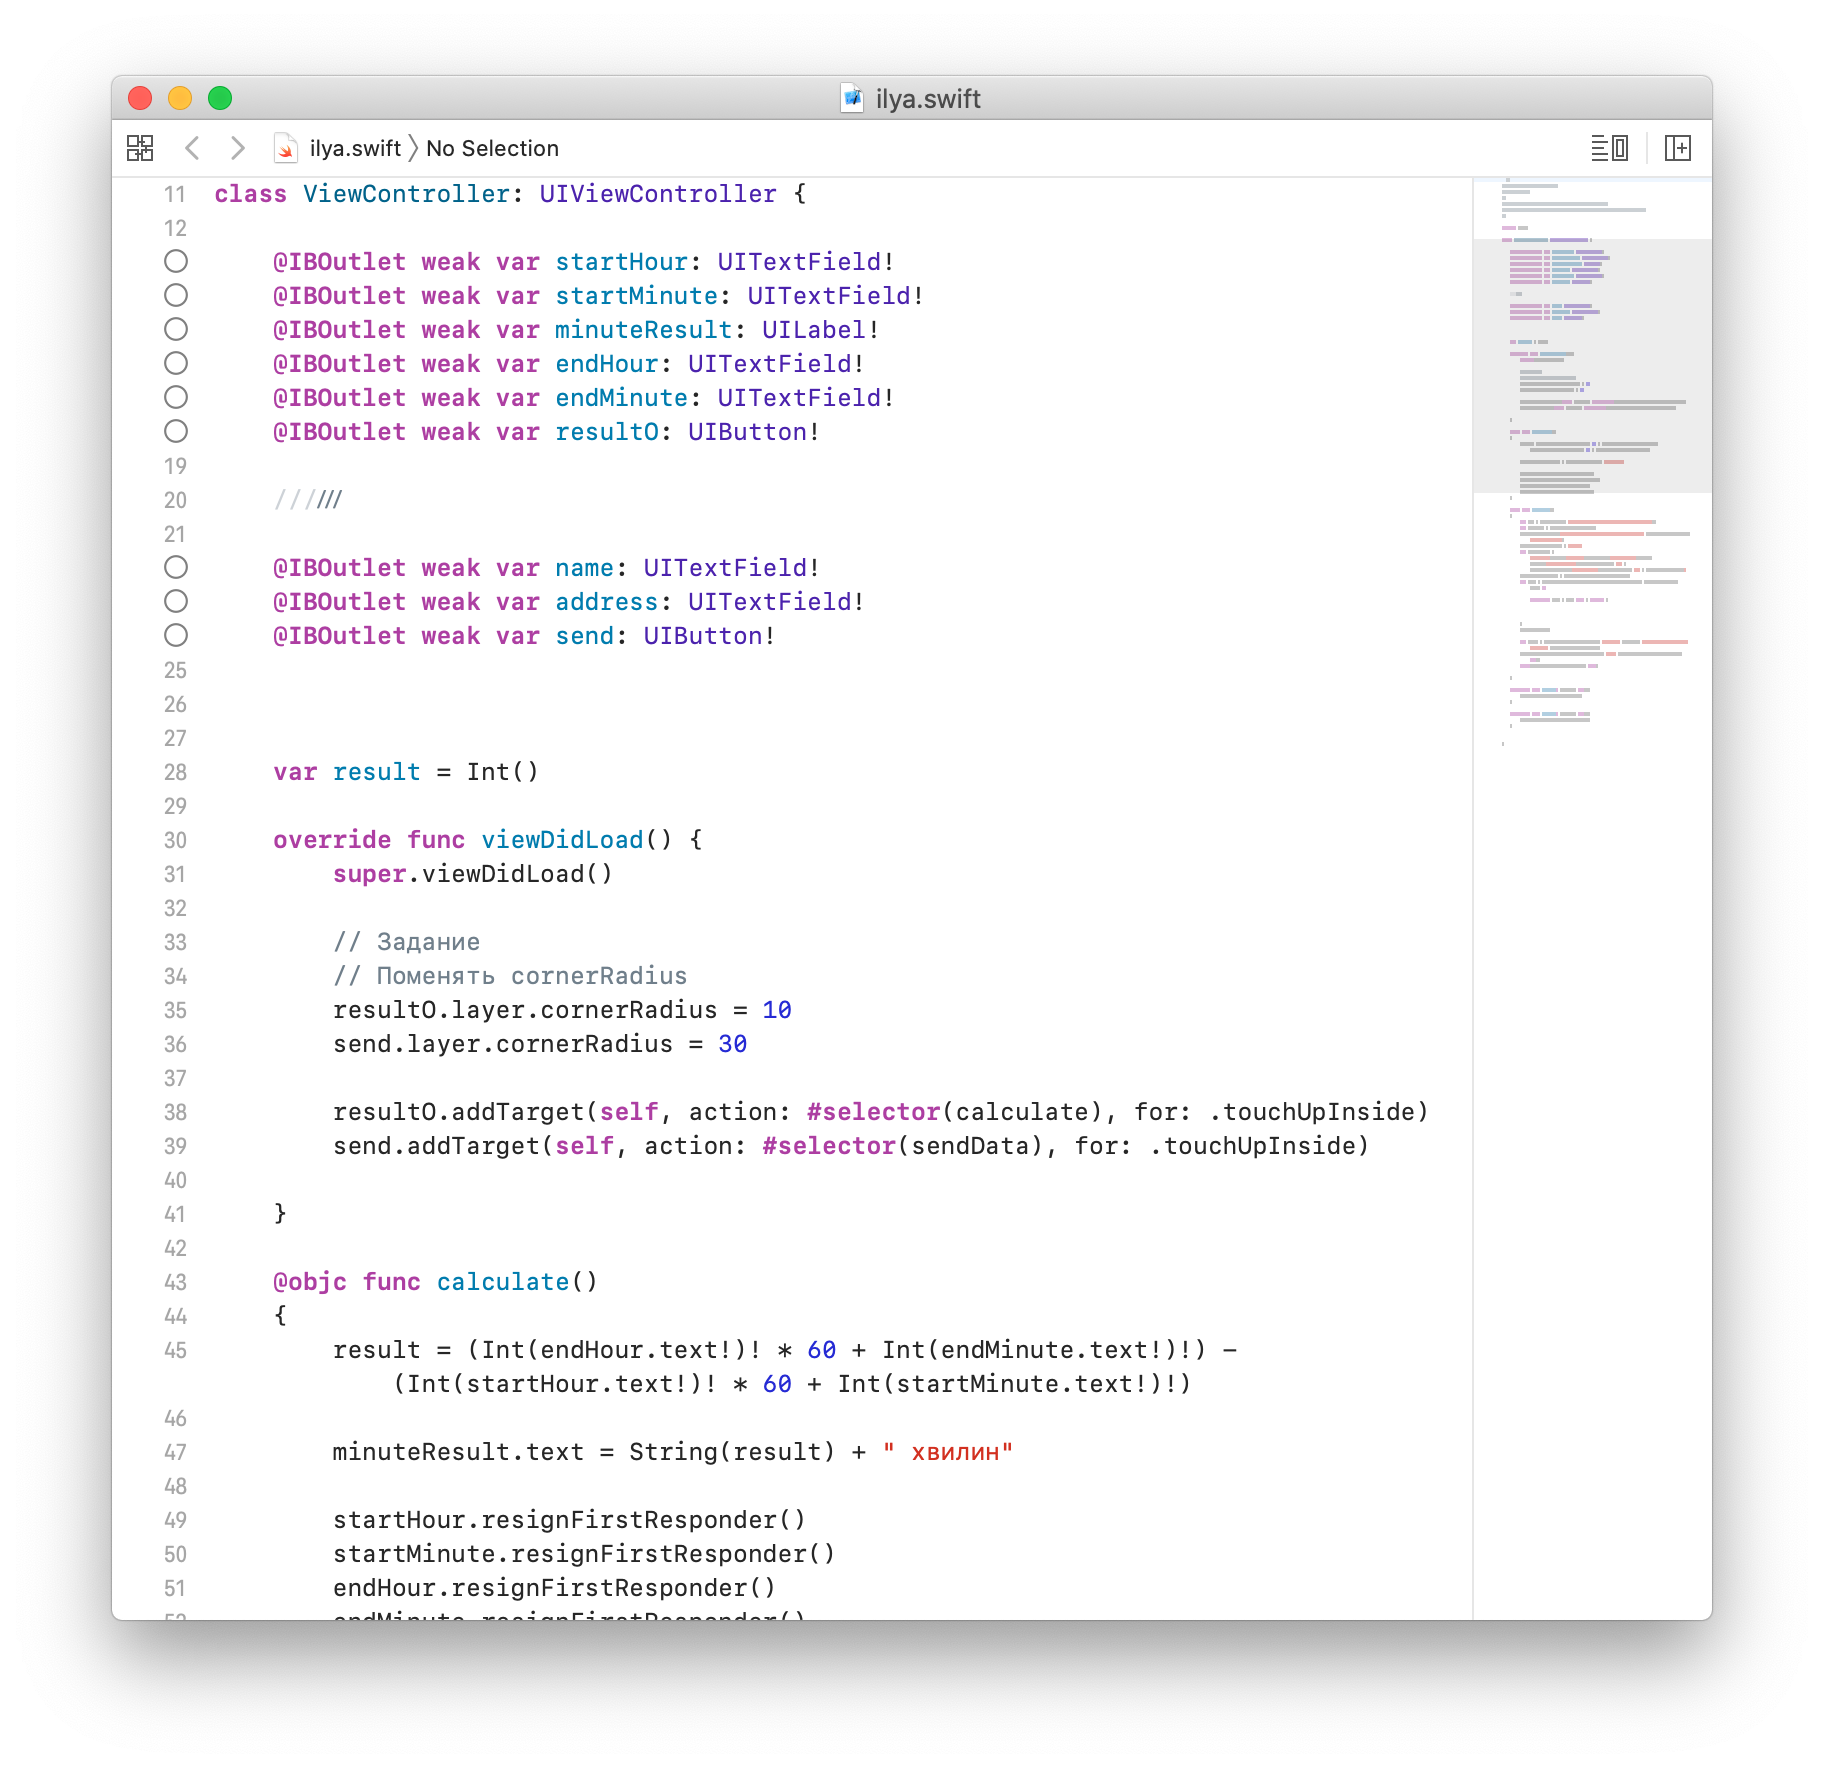 ilya.swift
ilya.swift No Selection
11 class ViewController: UIViewController {
12
@IBOutlet weak var startHour: UITextField!
@IBOutlet weak var startMinute: UITextField!
@IBOutlet weak var minuteResult: UILabel!
@IBOutlet weak var endHour: UITextField!
@IBOutlet weak var endMinute: UITextField!
@IBOutlet weak var resultO: UIButton!
19
20 //////
21
@IBOutlet weak var name: UITextField!
@IBOutlet weak var address: UITextField!
@IBOutlet weak var send: UIButton!
25
26
27
28 var result = Int()
29
30 override func viewDidLoad() {
31 super.viewDidLoad()
32
33 // Задание
34 // Поменять cornerRadius
35 resultO.layer.cornerRadius = 10
36 send.layer.cornerRadius = 30
37
38 resultO.addTarget(self, action: #selector(calculate), for: .touchUpInside)
39 send.addTarget(self, action: #selector(sendData), for: .touchUpInside)
40
41 }
42
43 @objc func calculate()
44 {
45 result = (Int(endHour.text!)! * 60 + Int(endMinute.text!)!) -
(Int(startHour.text!)! * 60 + Int(startMinute.text!)!)
46
47 minuteResult.text = String(result) + " хвилин"
48
49 startHour.resignFirstResponder()
50 startMinute.resignFirstResponder()
51 endHour.resignFirstResponder()
52 endMinute.resignFirstResponder()